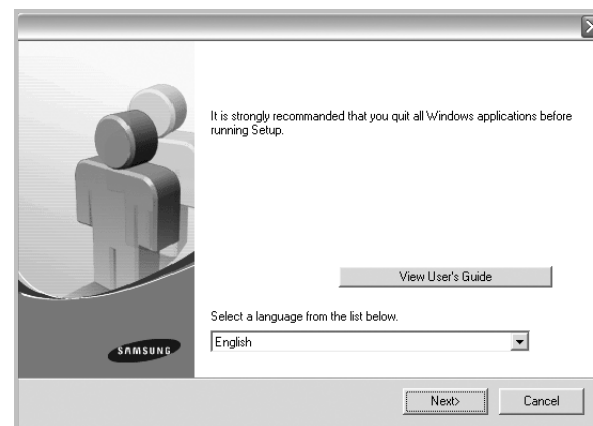 It is strongly recommanded that you quit all Windows applications before
running Setup.
View User's Guide
Select a language from the list below.
English
SAMSUNG
Next>
Cancel